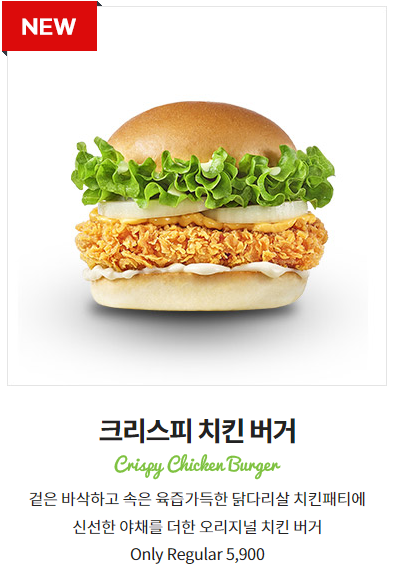 NEW
크리스피 치킨 버거
Crispy Chicken Burger
겉은 바삭하고 속은 육즙가득한 닭다리살 치킨패티에
신선한 야채를 더한 오리지널 치킨 버거
Only Regular 5,900